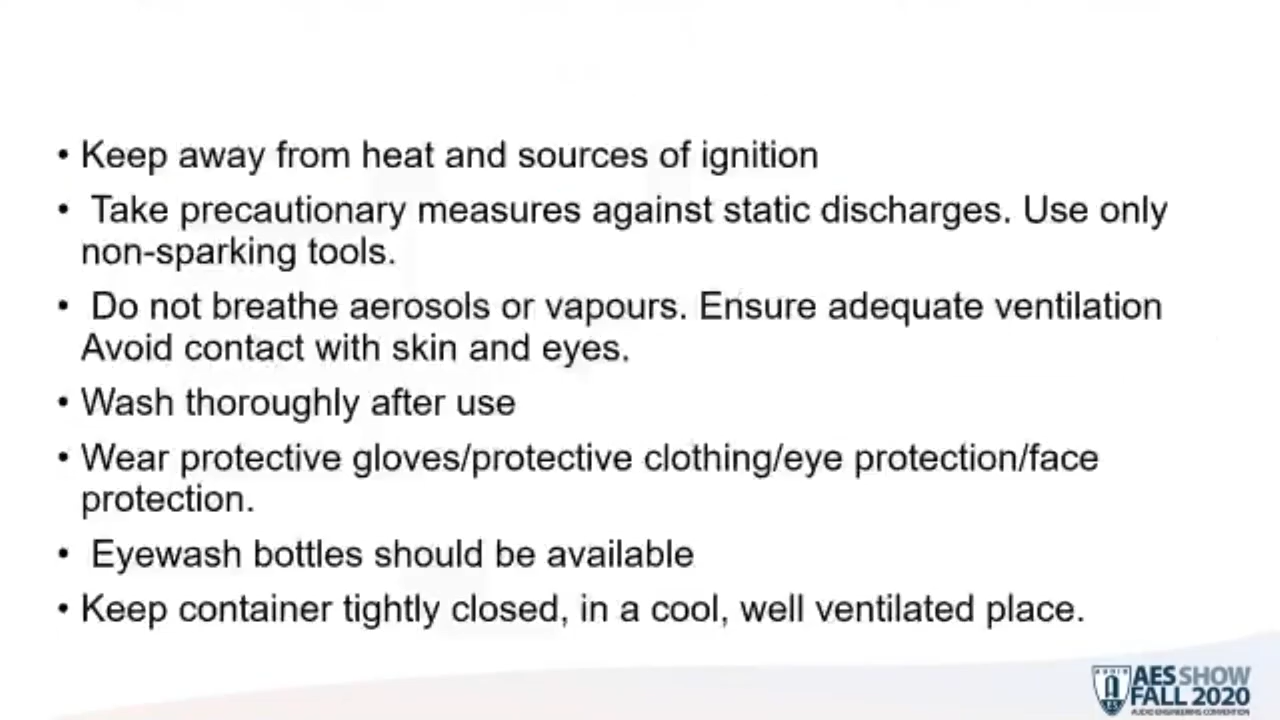 • Keep away from heat and sources of ignition
• Take precautionary measures against static discharges. Use only
non-sparking tools.
• Do not breathe aerosols or vapours. Ensure adequate ventilation
Avoid contact with skin and eyes.
• Wash thoroughly after use
• Wear protective gloves/protective clothing/eye protection/face
protection.
• Eyewash bottles should be available
• Keep container tightly closed, in a cool, well ventilated place.
AES SHOW
FALL 2020
AUDIO ENGINEERING CONVENTION